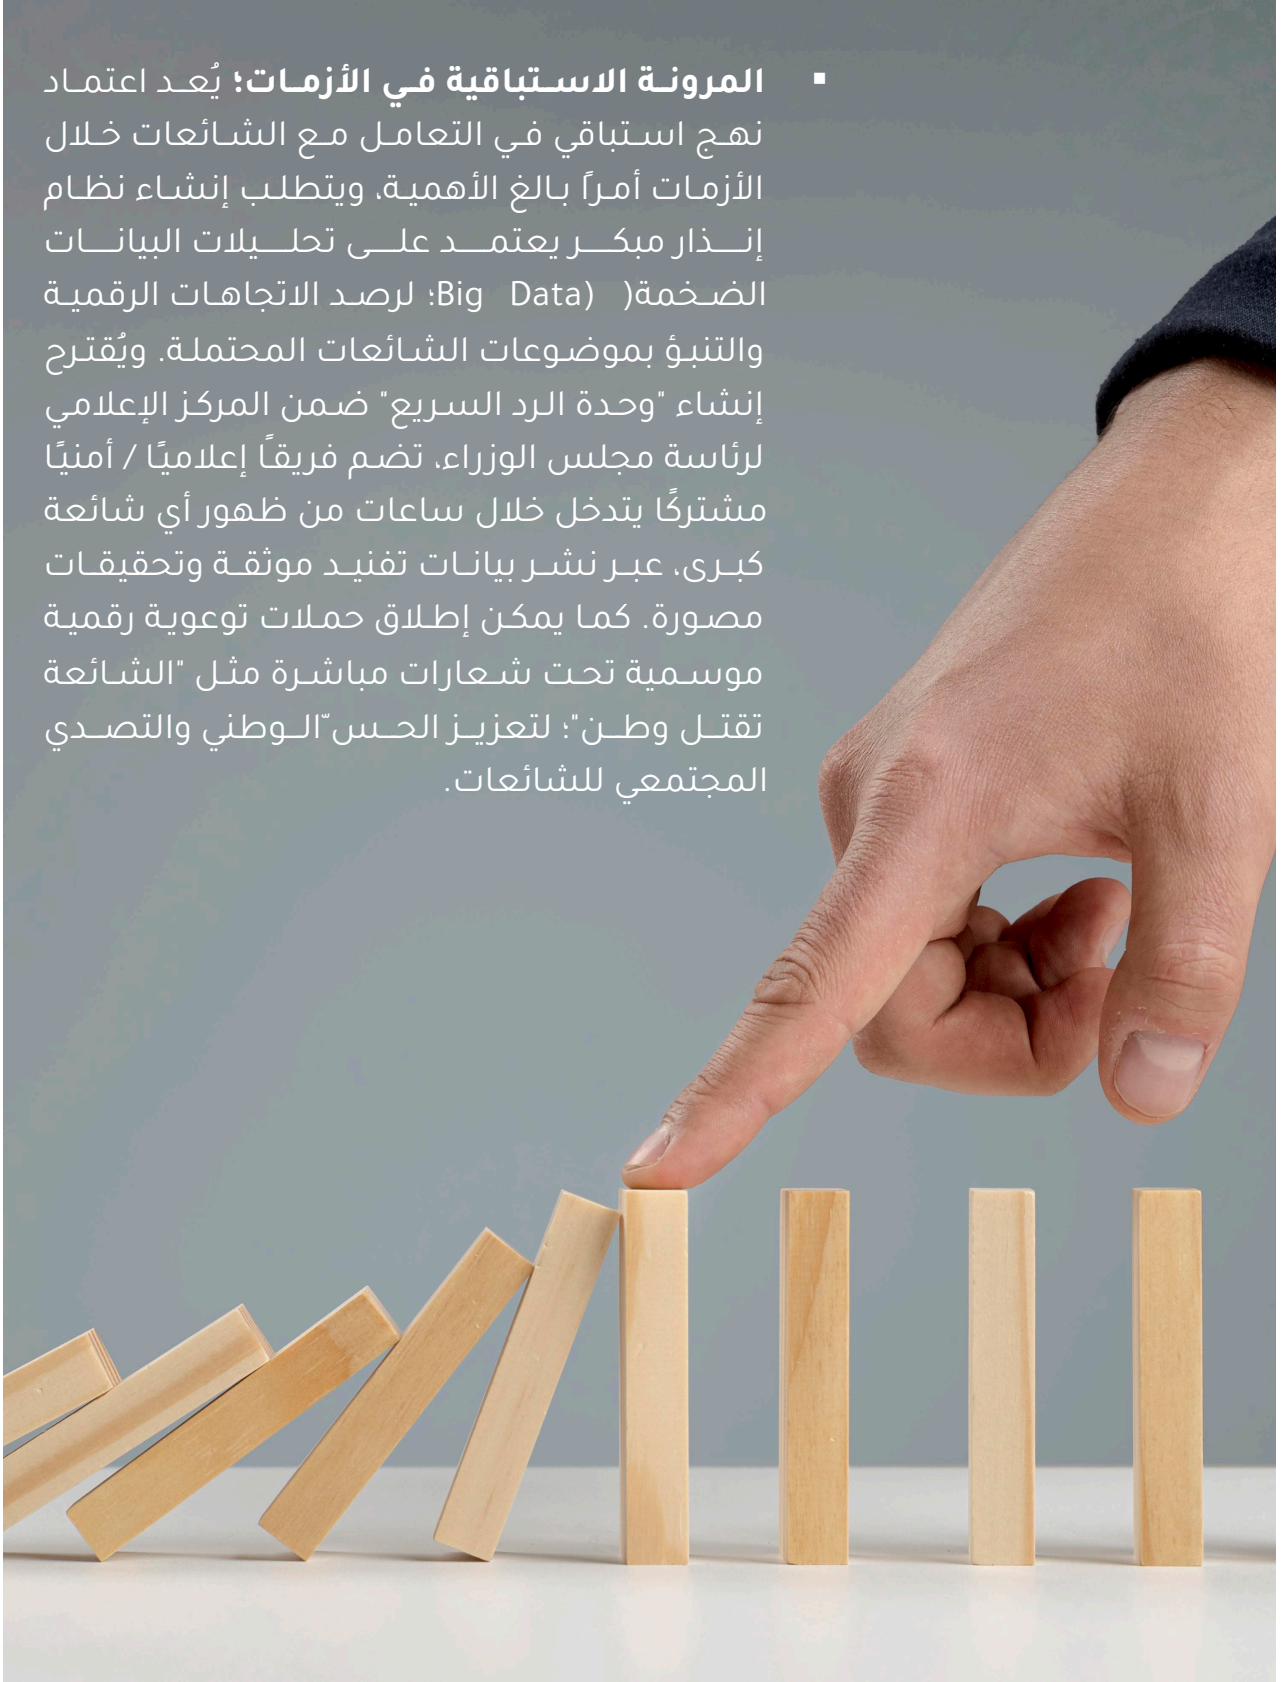 ▪ المرونة الاستباقية في الأزمات؛ يُعد اعتماد
نهج استباقي في التعامل مع الشائعات خلال
الأزمات أمراً بالغ الأهمية، ويتطلب إنشاء نظام
إنذار مبكر يعتمد على تحليلات البيانات
الضخمة( (Big Data؛ لرصد الاتجاهات الرقمية
والتنبؤ بموضوعات الشائعات المحتملة. ويُقترح
إنشاء "وحدة الرد السريع" ضمن المركز الإعلامي
لرئاسة مجلس الوزراء، تضم فريقاً إعلاميًا / أمنيًا
مشتركًا يتدخل خلال ساعات من ظهور أي شائعة
كبرى، عبر نشر بيانات تفنيد موثقة وتحقيقات
مصورة. كما يمكن إطلاق حملات توعوية رقمية
موسمية تحت شعارات مباشرة مثل "الشائعة
تقتل وطن"؛ لتعزيز الحسّ الوطني والتصدي
المجتمعي للشائعات.